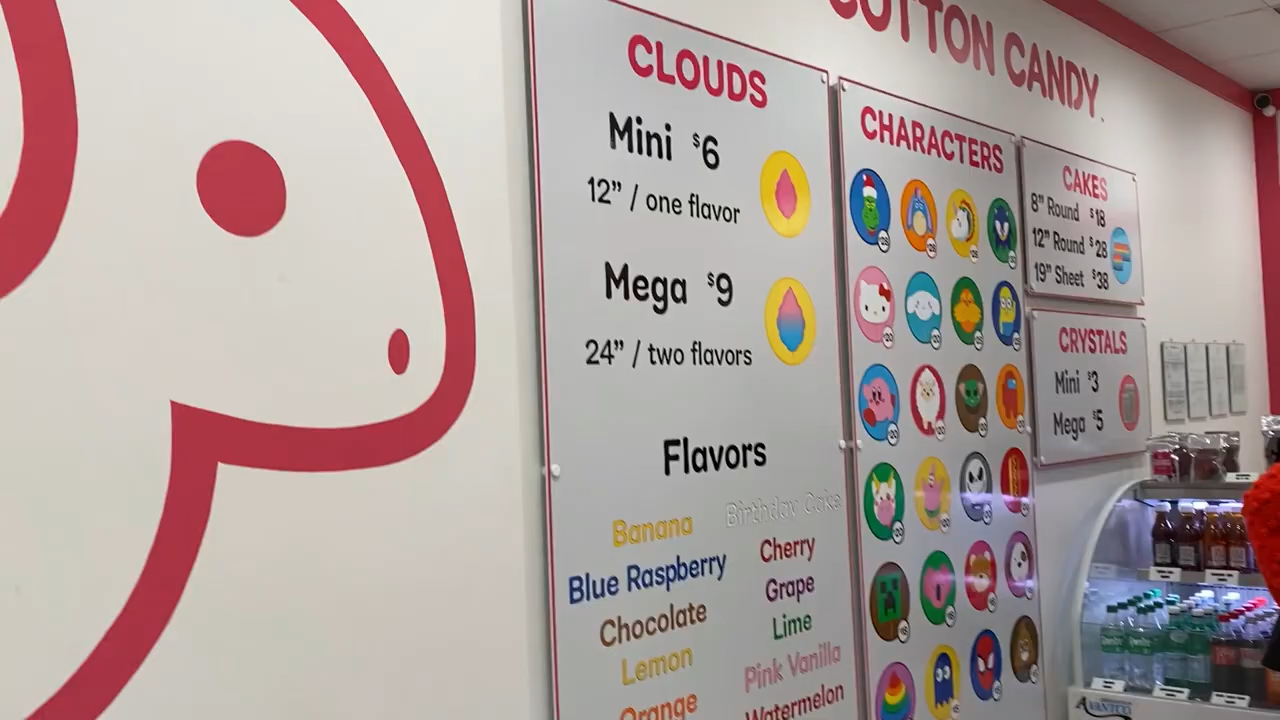 COTTON CANDY
CLOUDS
Mini $6
12” / one flavor
Mega $9
24” / two flavors
Flavors
Banana
Blue Raspberry
Chocolate
Lemon
Orange
Birthday Cake
Cherry
Grape
Lime
Pink Vanilla
Watermelon
CHARACTERS
CAKES
8” Round $18
12” Round $28
19” Sheet $38
CRYSTALS
Mini $3
Mega $5
AVANTCO